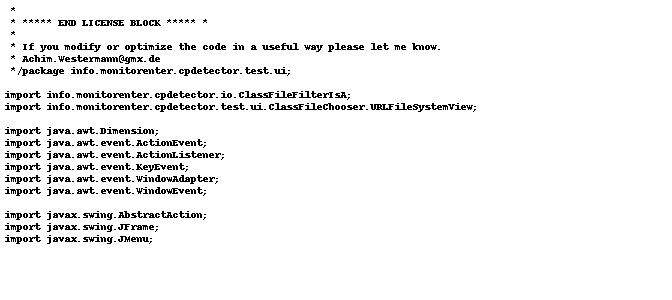 *
* ***** END LICENSE BLOCK ***** *
*
* If you modify or optimize the code in a useful way please let me know.
* Achim.Westermann@gmx.de
*/package info.monitorenter.cpdetector.test.ui;
import info.monitorenter.cpdetector.io.ClassFileFilterIsA;
import info.monitorenter.cpdetector.test.ui.ClassFileChooser.URLFileSystemView;
import java.awt.Dimension;
import java.awt.event.ActionEvent;
import java.awt.event.ActionListener;
import java.awt.event.KeyEvent;
import java.awt.event.WindowAdapter;
import java.awt.event.WindowEvent;
import javax.swing.AbstractAction;
import javax.swing.JFrame;
import javax.swing.JMenu;